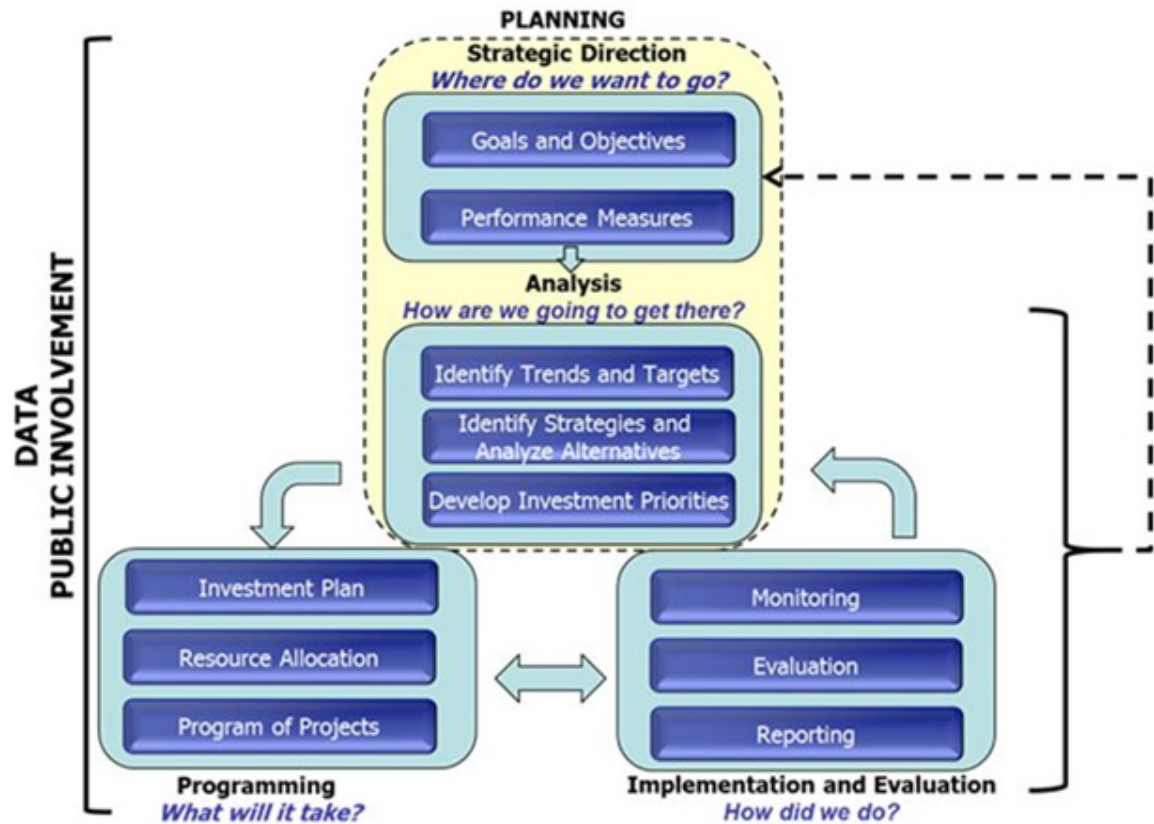 PLANNING
Strategic Direction
Where do we want to go?
Goals and Objectives
Performance Measures
Analysis
How are we going to get there?
Identify Trends and Targets
Identify Strategies and
Analyze Alternatives
Develop Investment Priorities
DATA
PUBLIC INVOLVEMENT
Investment Plan
Resource Allocation
Program of Projects
Programming
What will it take?
Monitoring
Evaluation
Reporting
Implementation and Evaluation
How did we do?